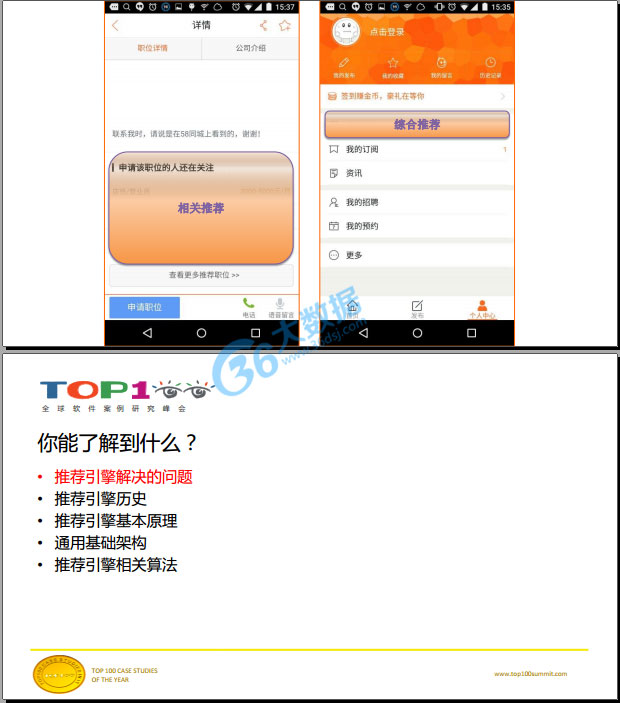 15:37
详情
职位详情
公司介绍
联系我时，请说是在58同城上看到的，谢谢!
申请该职位的人还在关注
相关推荐
查看更多推荐职位 >>
申请职位
电话
语音留言
15:35
点击登录
我的发布
我的收藏
我的留言
历史记录
签到赚金币，豪礼在等你
综合推荐
我的订阅
1
资讯
我的招聘
我的预约
更多
发布
个人中心
36大数据
TOP100
全球软件案例研究峰会
你能了解到什么？
• 推荐引擎解决的问题
• 推荐引擎历史
• 推荐引擎基本原理
• 通用基础架构
• 推荐引擎相关算法
TOP 100 CASE STUDIES
OF THE YEAR
www.top100summit.com